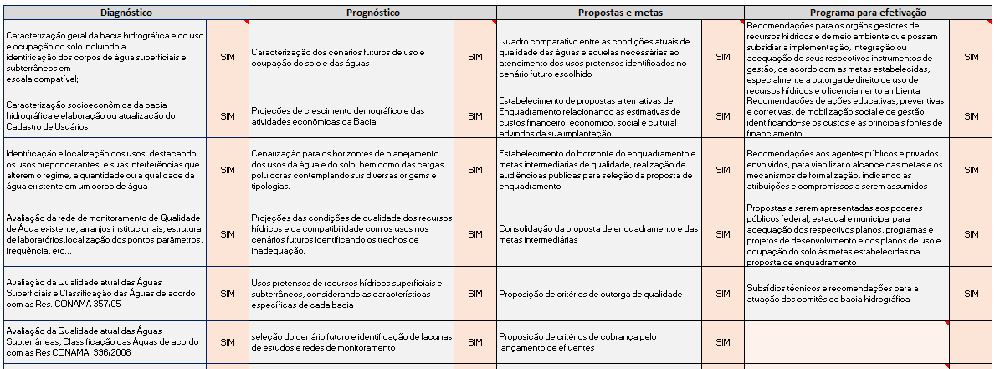 Diagnóstico
Prognóstico
Propostas e metas
Programa para efetivação
Caracterização geral da bacia hidrográfica e do uso
e ocupação do solo incluindo a
identificação dos corpos de água superficiais e
subterrâneos em
escala compatível;
SIM
Caracterização dos cenários futuros de uso e
ocupação do solo e das águas
SIM
Quadro comparativo entre as condições atuais de
qualidade das águas e aquelas necessárias ao
atendimento dos usos pretensos identificados no
cenário futuro escolhido
SIM
Recomendações para os órgãos gestores de
recursos hídricos e de meio ambiente que possam
subsidiar a implementação, integração ou
adequação de seus respectivos instrumentos de
gestão, de acordo com as metas estabelecidas,
especialmente a outorga de direito de uso de
recursos hídricos e o licenciamento ambiental
SIM
Caracterização socioeconômica da bacia
hidrográfica e elaboração ou atualização do
Cadastro de Usuários
SIM
Projeções de crescimento demográfico e das
atividades econômicas da Bacia
SIM
Estabelecimento de propostas alternativas de
Enquadramento relacionando as estimativas de
custos financeiro, economico, social e cultural
advindos da sua implantação.
SIM
Recomendações de ações educativas, preventivas
e corretivas, de mobilização social e de gestão,
identificando-se os custos e as principais fontes de
financiamento
SIM
Identificação e localização dos usos, destacando
os usos preponderantes, e suas interferências que
alterem o regime, a quantidade ou a qualidade da
água existente em um corpo de água
SIM
Cenarização para os horizontes de planejamento
dos usos da água e do solo, bem como das cargas
poluidoras contemplando sus diversas origems e
tipologias.
SIM
Estabelecimento do Horizonte do enquadramento e
metas intermediárias de qualidade, realização de
audiêncioas públicas para seleção da proposta de
enquadramento.
SIM
Recomendações aos agentes públicos e privados
envolvidos, para viabilizar o alcance das metas e os
mecanismos de formalização, indicando as
atribuições e compromissos a serem assumidos
SIM
Avaliação da rede de monitoramento de Qualidade
de Água existente, arranjos institucionais, estrutura
de laboratórios,localização dos pontos,parâmetros,
frequência, etc...
SIM
Projeções das condições de qualidade dos recursos
hídricos e da compatibilidade com os usos nos
cenários futuros identificando os trechos de
inadequação.
SIM
Consolidação da proposta de enquadramento e das
metas intermediárias
SIM
Propostas a serem apresentadas aos poderes
públicos federal, estadual e municipal para
adequação dos respectivos planos, programas e
projetos de desenvolvimento e dos planos de uso e
ocupação do solo às metas estabelecidas na
proposta de enquadramento
SIM
Avaliação da Qualidade atual das Águas
Superficiais e Classificação das Águas de acordo
com as Res. CONAMA 357/05
SIM
Usos pretensos de recursos hídricos superficiais e
subterrâneos, considerando as características
específicas de cada bacia
SIM
Proposição de critérios de outorga de qualidade
SIM
Subsídios técnicos e recomendações para a
atuação dos comitês de bacia hidrográfica
SIM
Avaliação da Qualidade atual das Águas
Subterrâneas, Classificação das Águas de acordo
com as Res CONAMA. 396/2008
SIM
seleção do cenário futuro e identificação de lacunas
de estudos e redes de monitoramento
SIM
Proposição de critérios de cobrança pelo
lançamento de efluentes
SIM